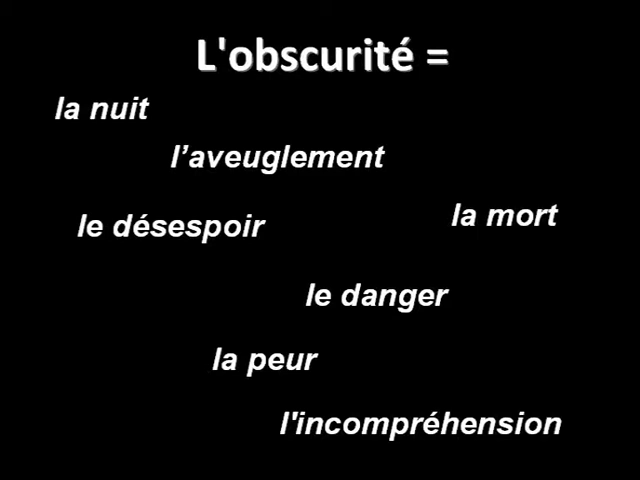 L'obscurité =
la nuit
l’aveuglement
la mort
le désespoir
le danger
la peur
l'incompréhension